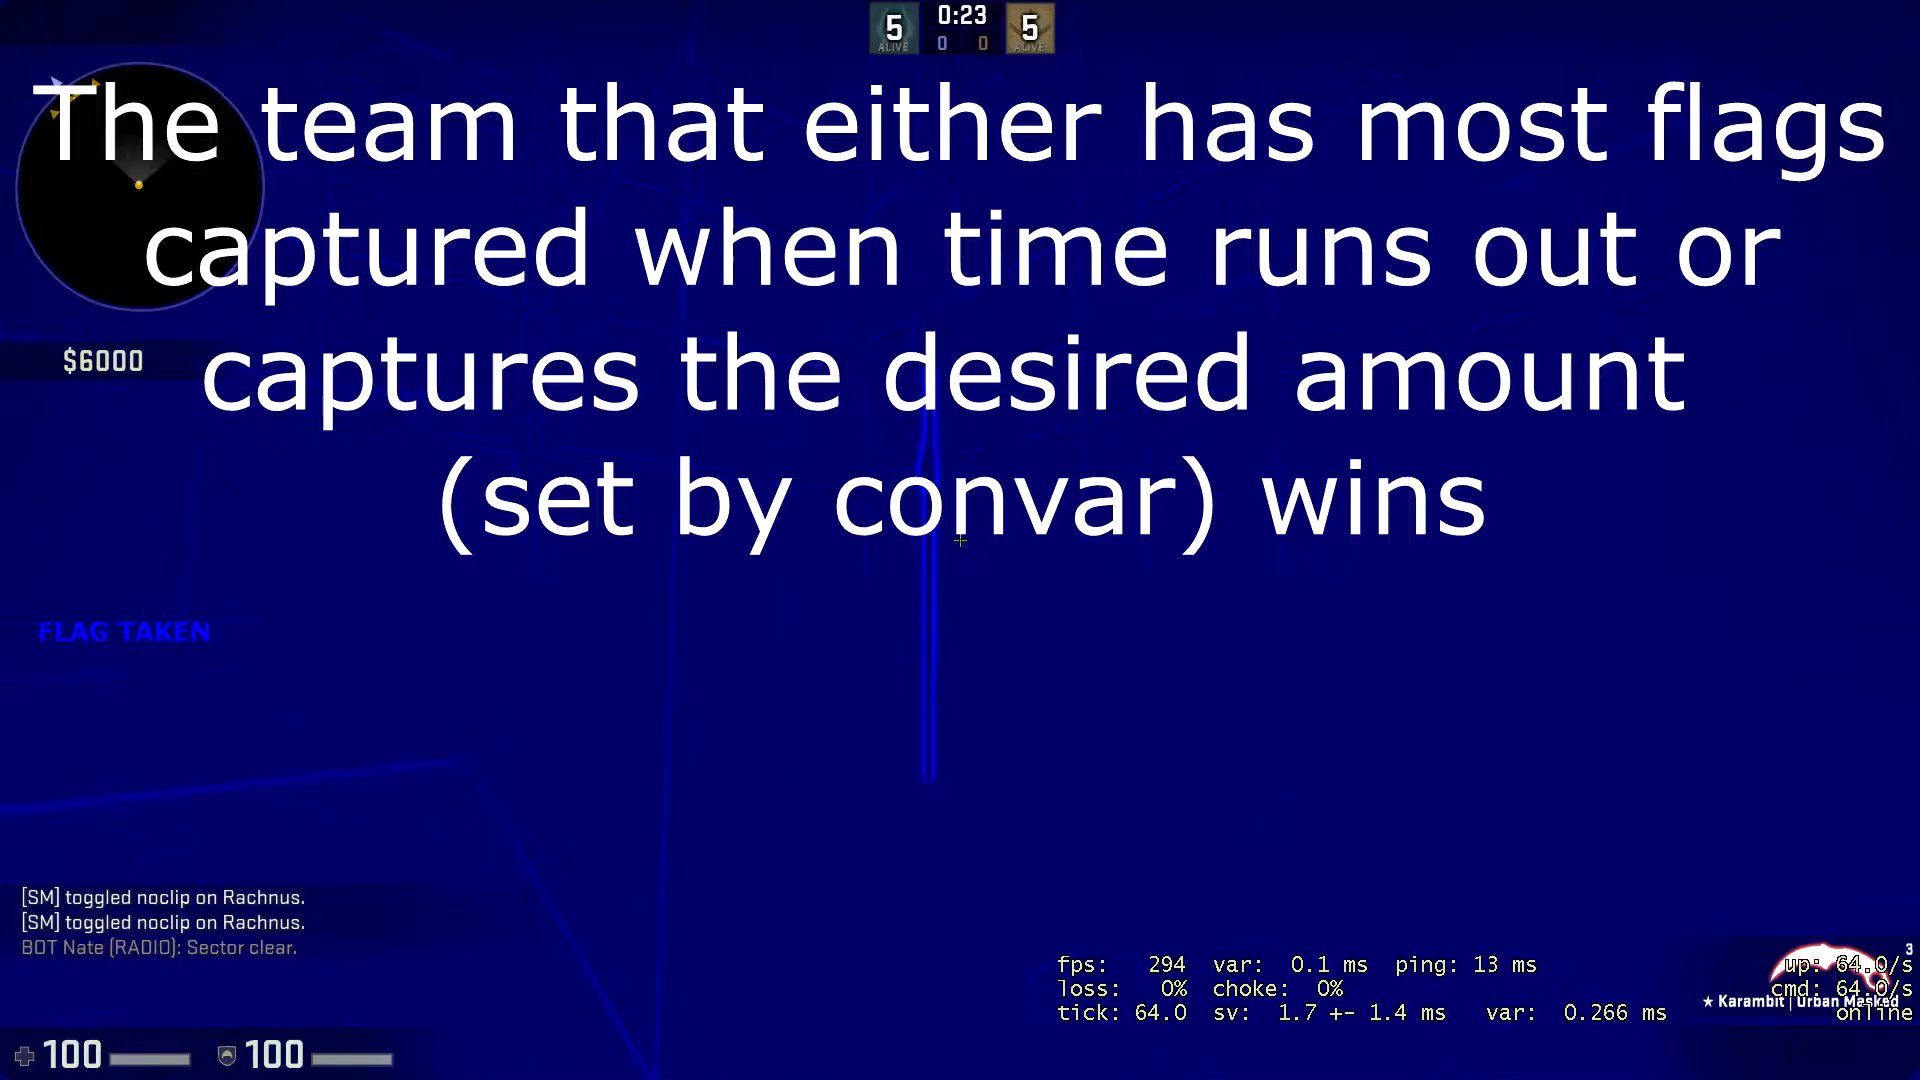 5 0:23 5
ALIVE 0 0 ALIVE
The team that either has most flags
captured when time runs out or
captures the desired amount
(set by convar) wins
$6000
FLAG TAKEN
[SM] toggled noclip on Rachnus.
[SM] toggled noclip on Rachnus.
BOT Nate (RADIO): Sector clear.
3
fps: 294 var: 0.1 ms ping: 13 ms up: 64.0/s
loss: 0% choke: 0% cmd: 64.0/s
★ Karambit | Urban Masked
tick: 64.0 sv: 1.7 +- 1.4 ms var: 0.266 ms online
100 100